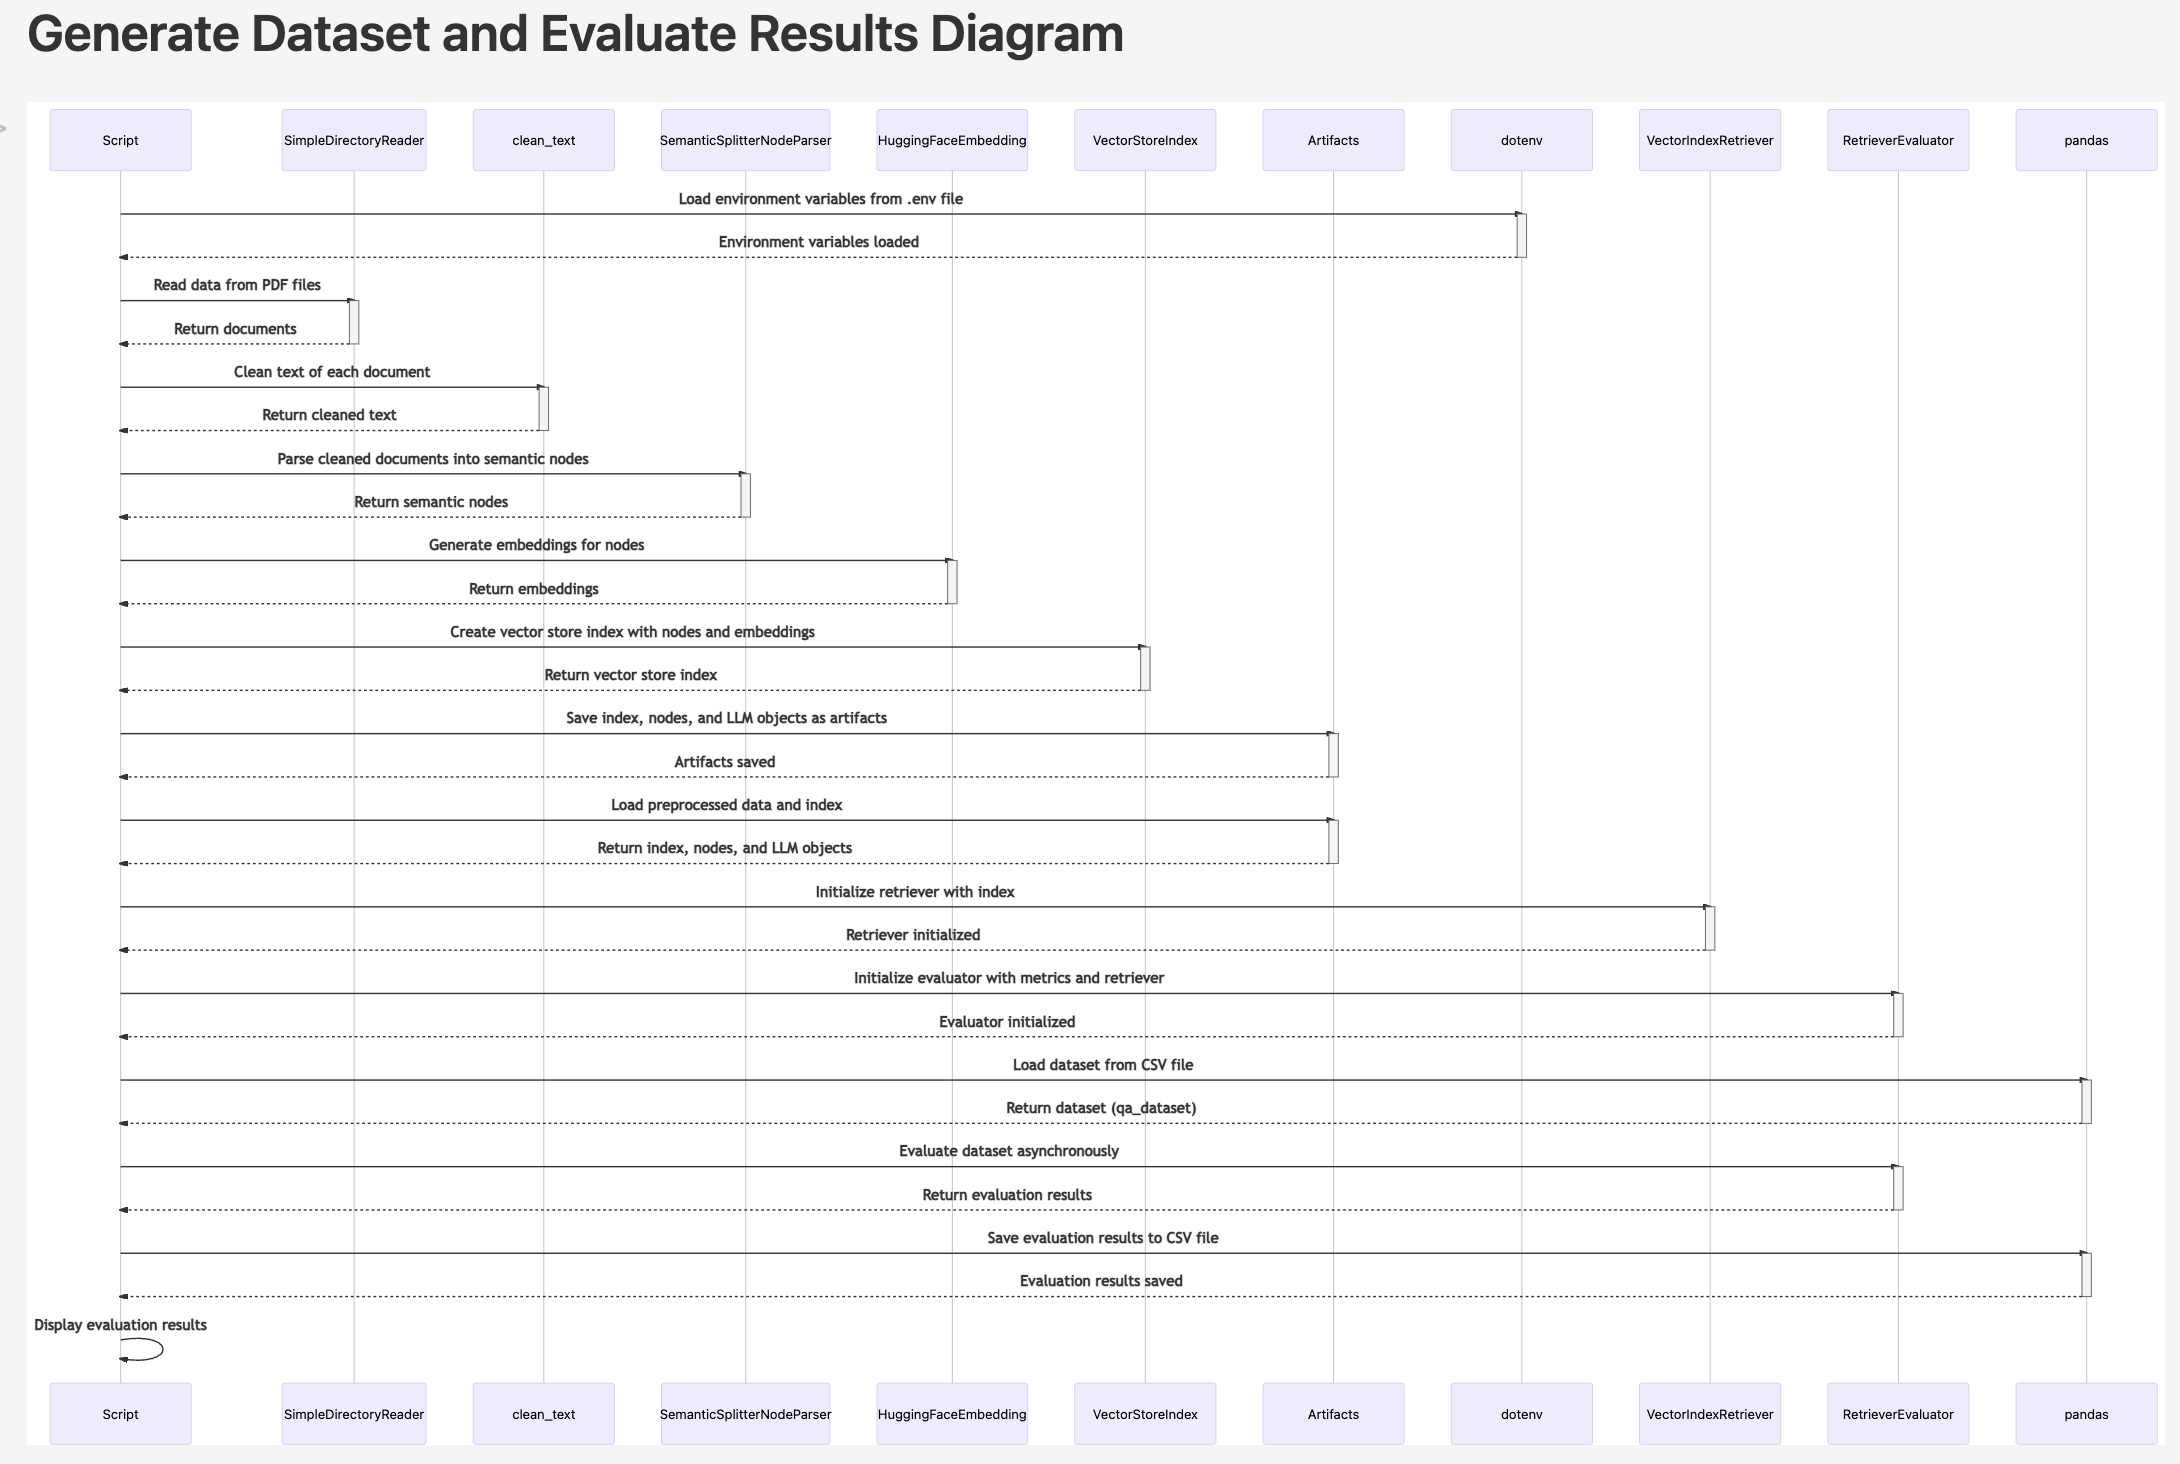 Generate Dataset and Evaluate Results Diagram
Script
SimpleDirectoryReader
clean_text
SemanticSplitterNodeParser
HuggingFaceEmbedding
VectorStoreIndex
Artifacts
dotenv
VectorIndexRetriever
RetrieverEvaluator
pandas
Load environment variables from .env file
Environment variables loaded
Read data from PDF files
Return documents
Clean text of each document
Return cleaned text
Parse cleaned documents into semantic nodes
Return semantic nodes
Generate embeddings for nodes
Return embeddings
Create vector store index with nodes and embeddings
Return vector store index
Save index, nodes, and LLM objects as artifacts
Artifacts saved
Load preprocessed data and index
Return index, nodes, and LLM objects
Initialize retriever with index
Retriever initialized
Initialize evaluator with metrics and retriever
Evaluator initialized
Load dataset from CSV file
Return dataset (qa_dataset)
Evaluate dataset asynchronously
Return evaluation results
Save evaluation results to CSV file
Evaluation results saved
Display evaluation results
Script
SimpleDirectoryReader
clean_text
SemanticSplitterNodeParser
HuggingFaceEmbedding
VectorStoreIndex
Artifacts
dotenv
VectorIndexRetriever
RetrieverEvaluator
pandas